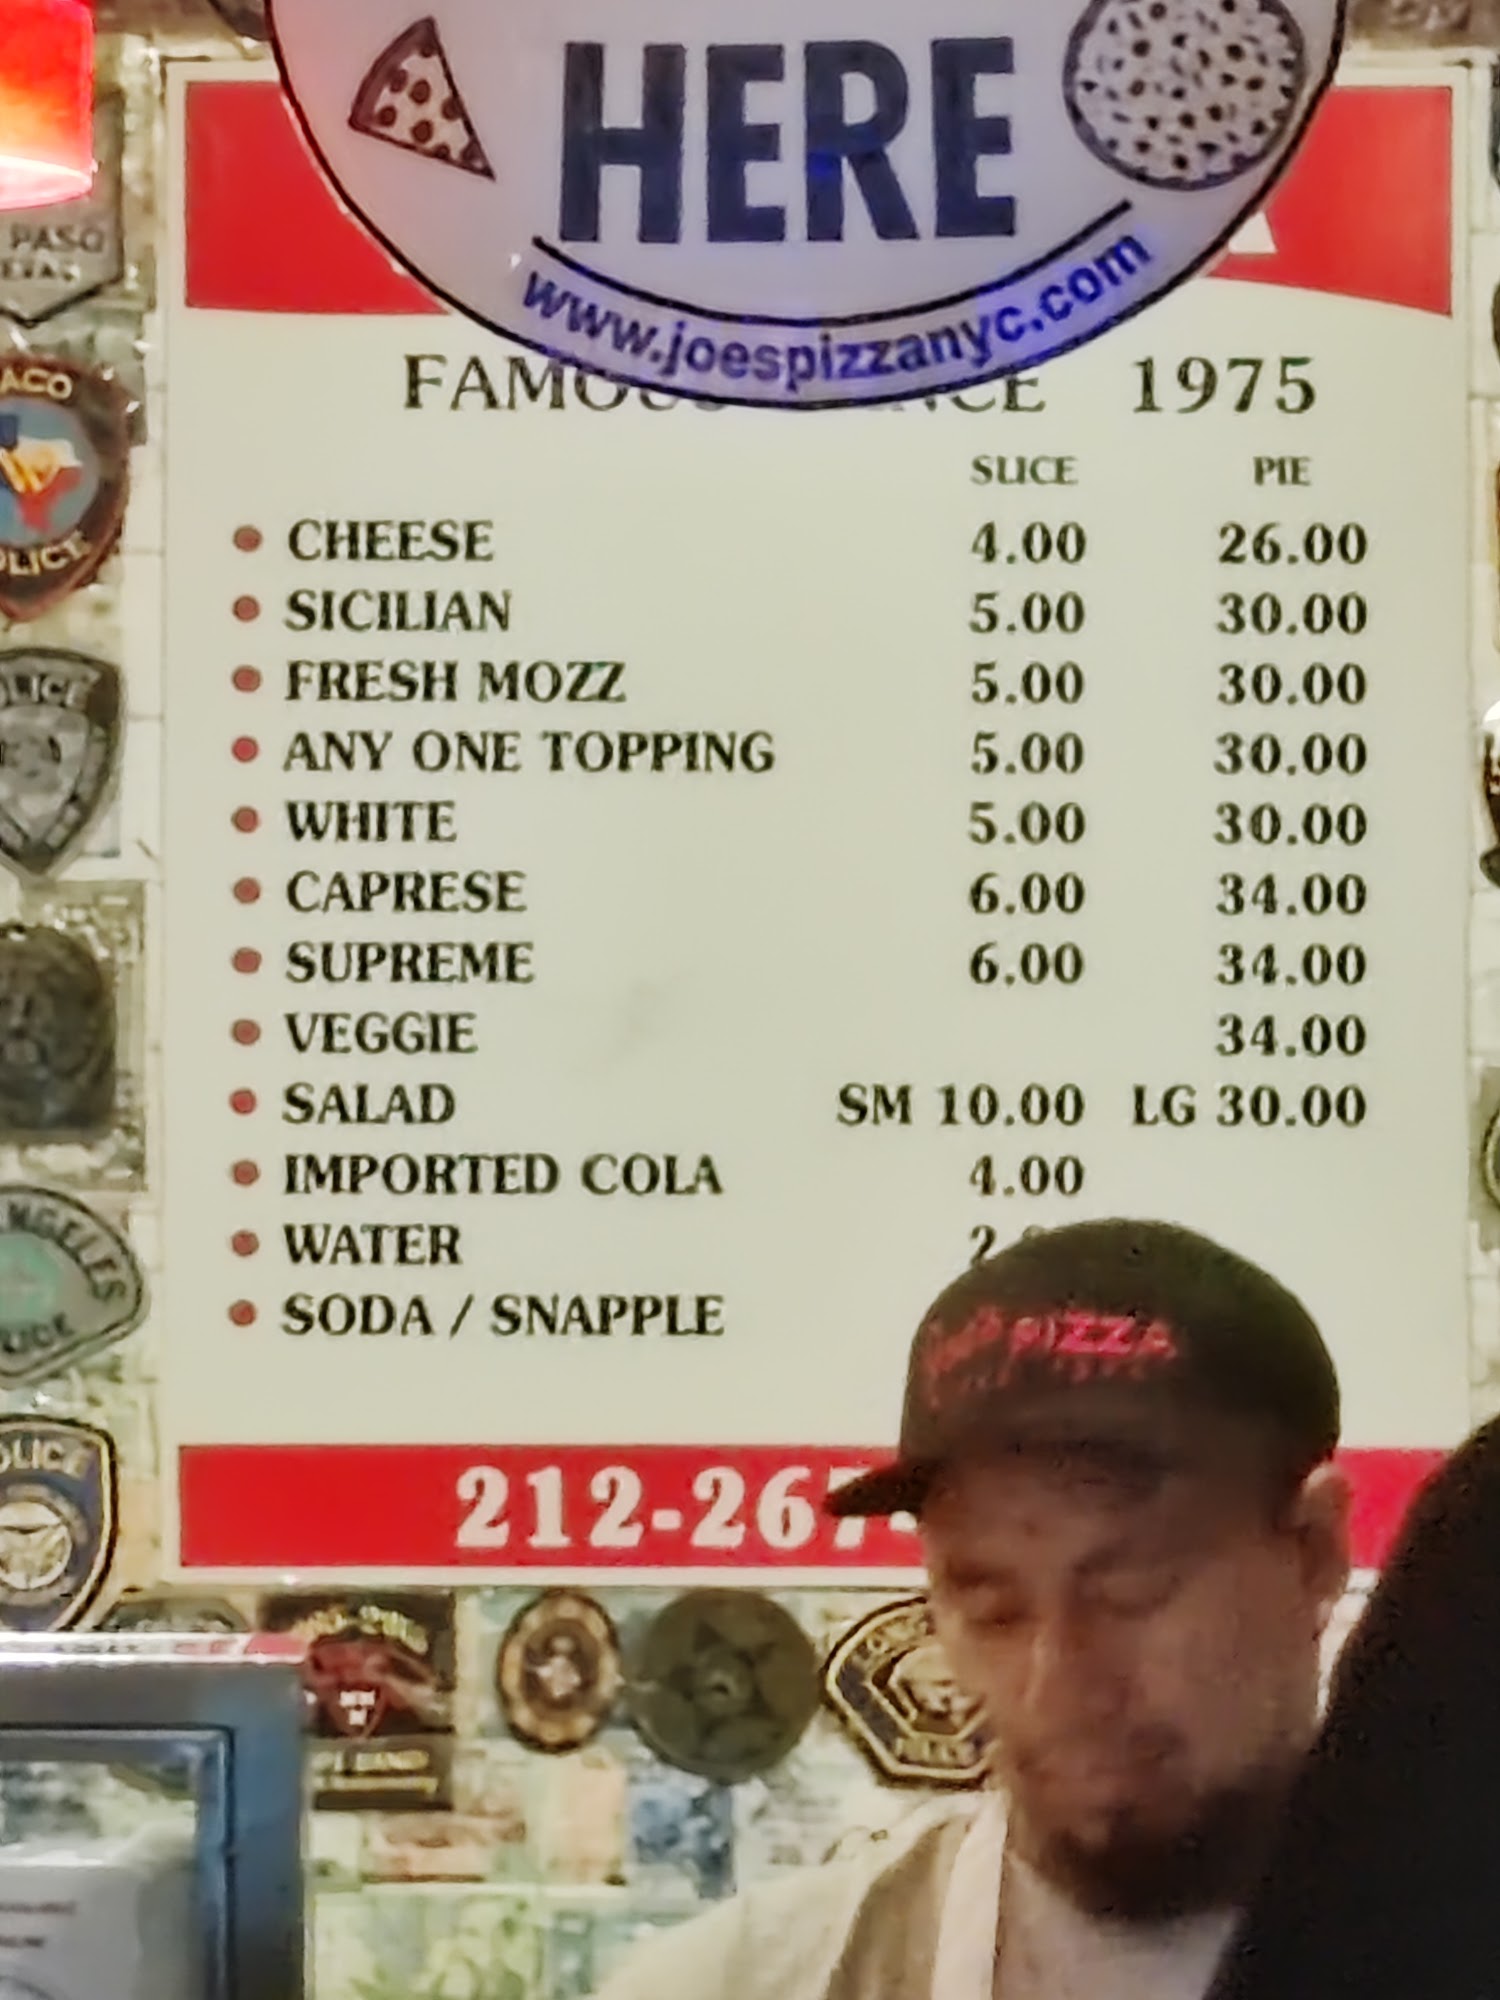 HERE
www.joespizzanyc.com
1975
SLICE PIE
• CHEESE 4.00 26.00
• SICILIAN 5.00 30.00
• FRESH MOZZ 5.00 30.00
• ANY ONE TOPPING 5.00 30.00
• WHITE 5.00 30.00
• CAPRESE 6.00 34.00
• SUPREME 6.00 34.00
• VEGGIE 34.00
• SALAD SM 10.00 LG 30.00
• IMPORTED COLA 4.00
• WATER
• SODA / SNAPPLE
PIZZA
212-267-
PASO
POLICE